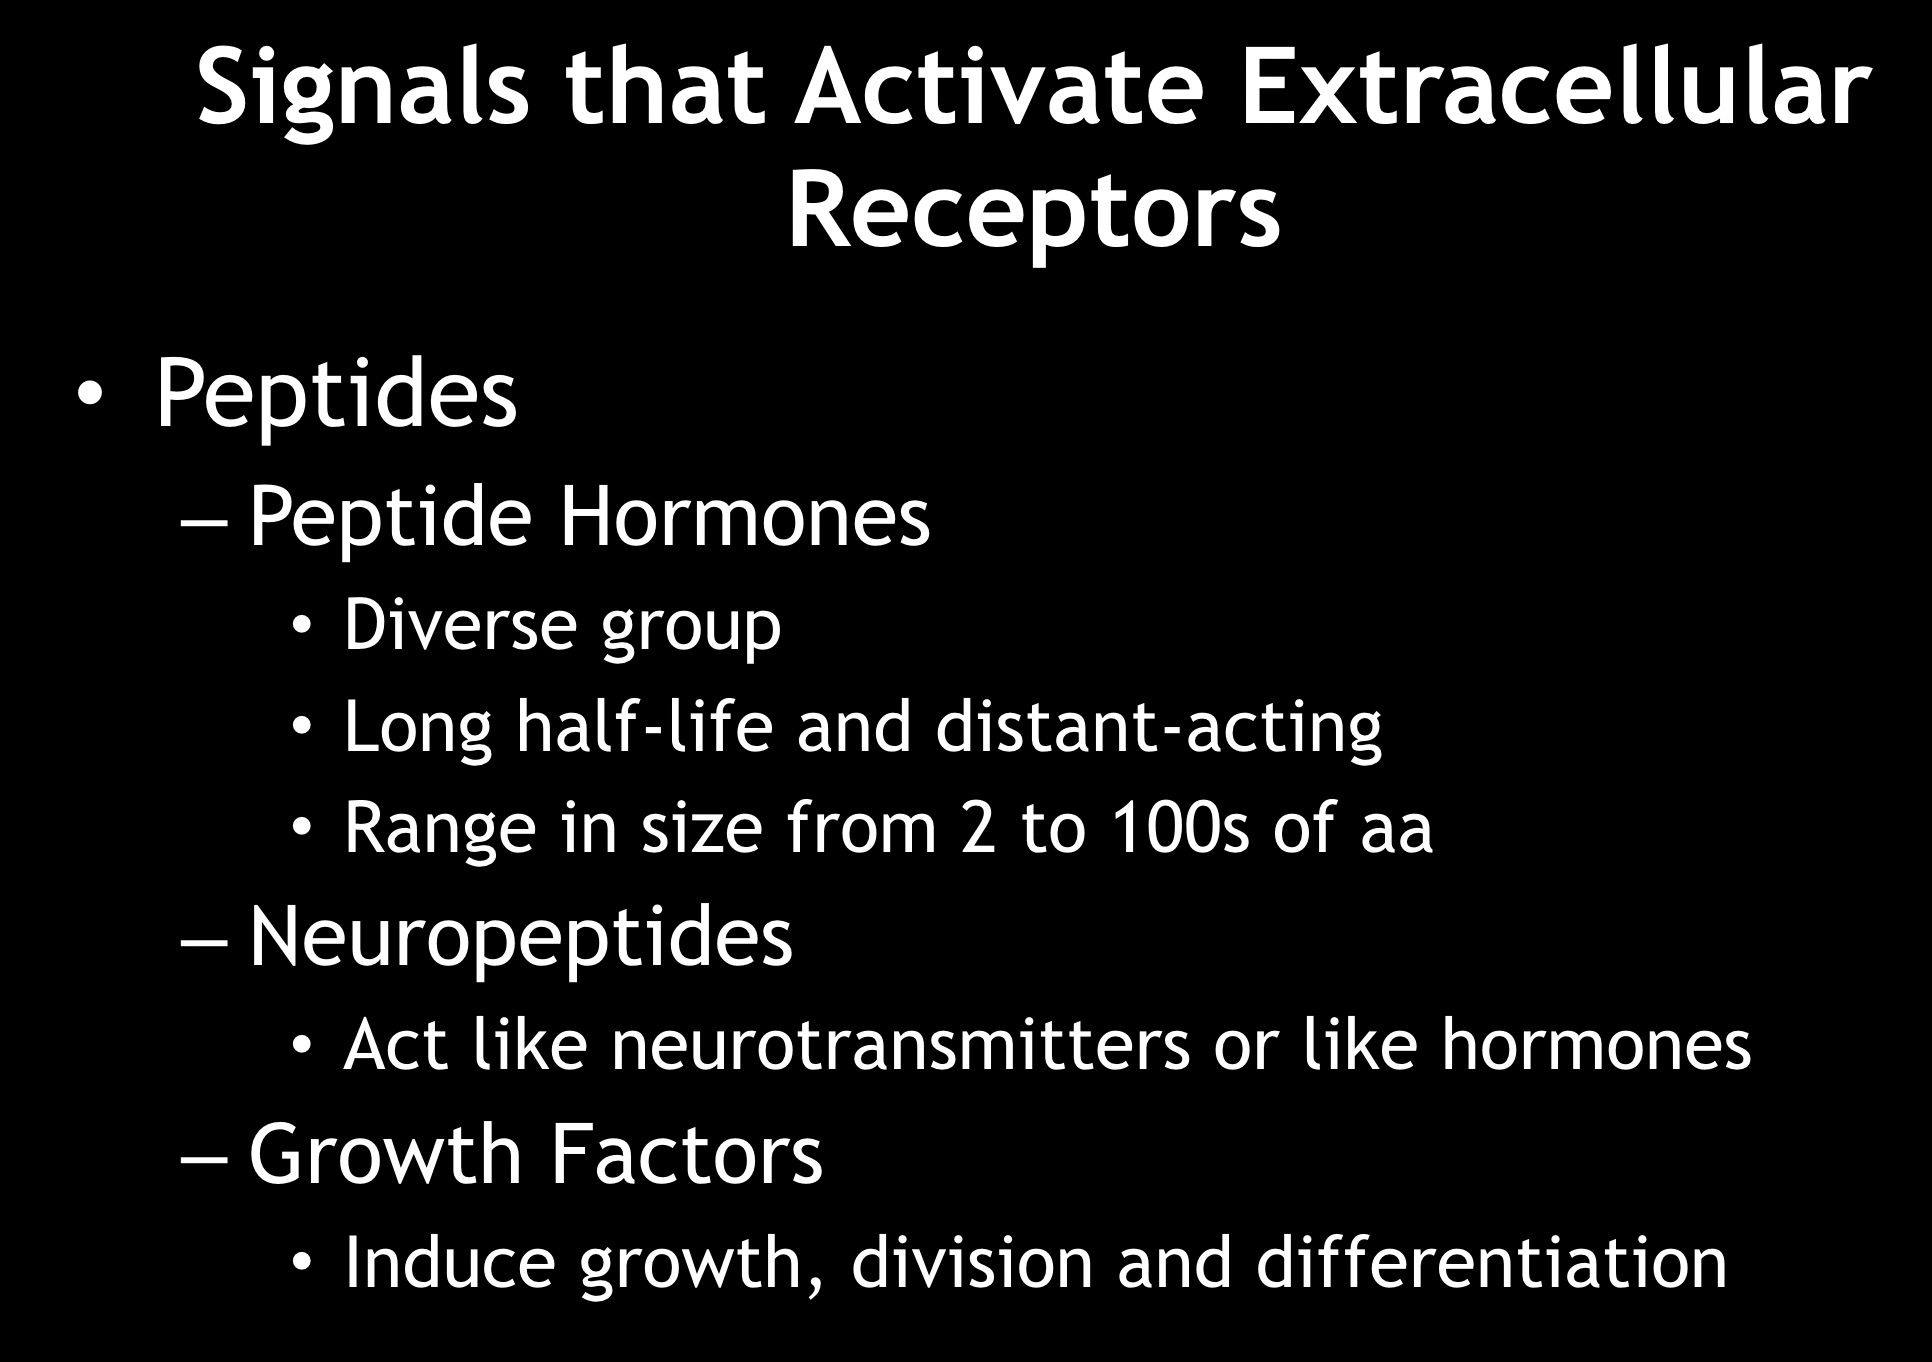 Signals that Activate Extracellular
Receptors
• Peptides
– Peptide Hormones
• Diverse group
• Long half-life and distant-acting
• Range in size from 2 to 100s of aa
– Neuropeptides
• Act like neurotransmitters or like hormones
– Growth Factors
• Induce growth, division and differentiation